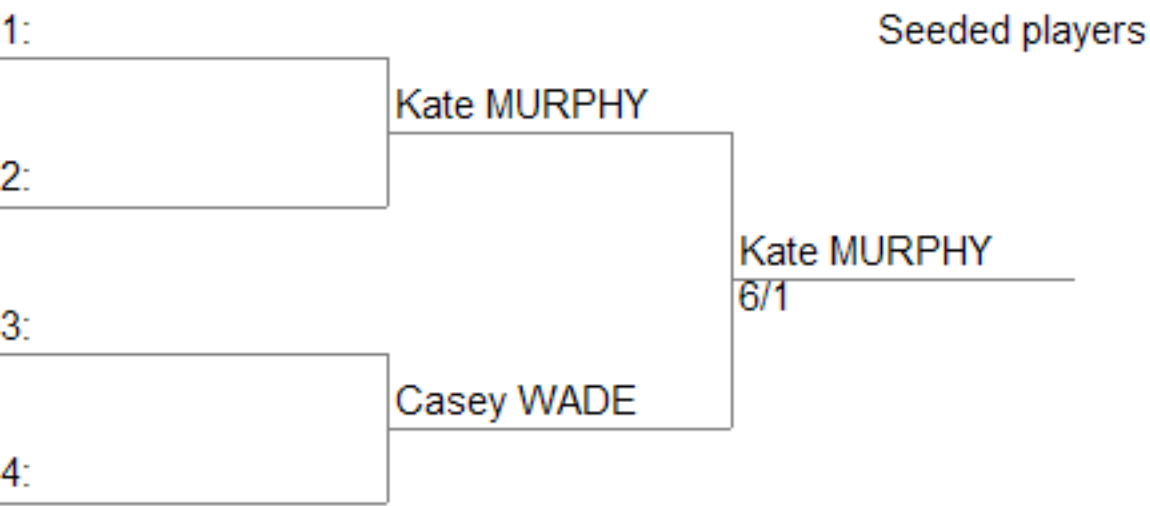 1:
Seeded players
Kate MURPHY
2:
Kate MURPHY
6/1
3:
Casey WADE
4: